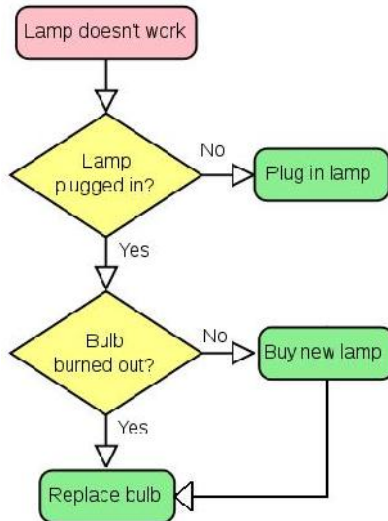 Lamp doesn't work
Lamp
plugged in?
No
Plug in lamp
Yes
Bulb
burned out?
No
Buy new lamp
Yes
Replace bulb